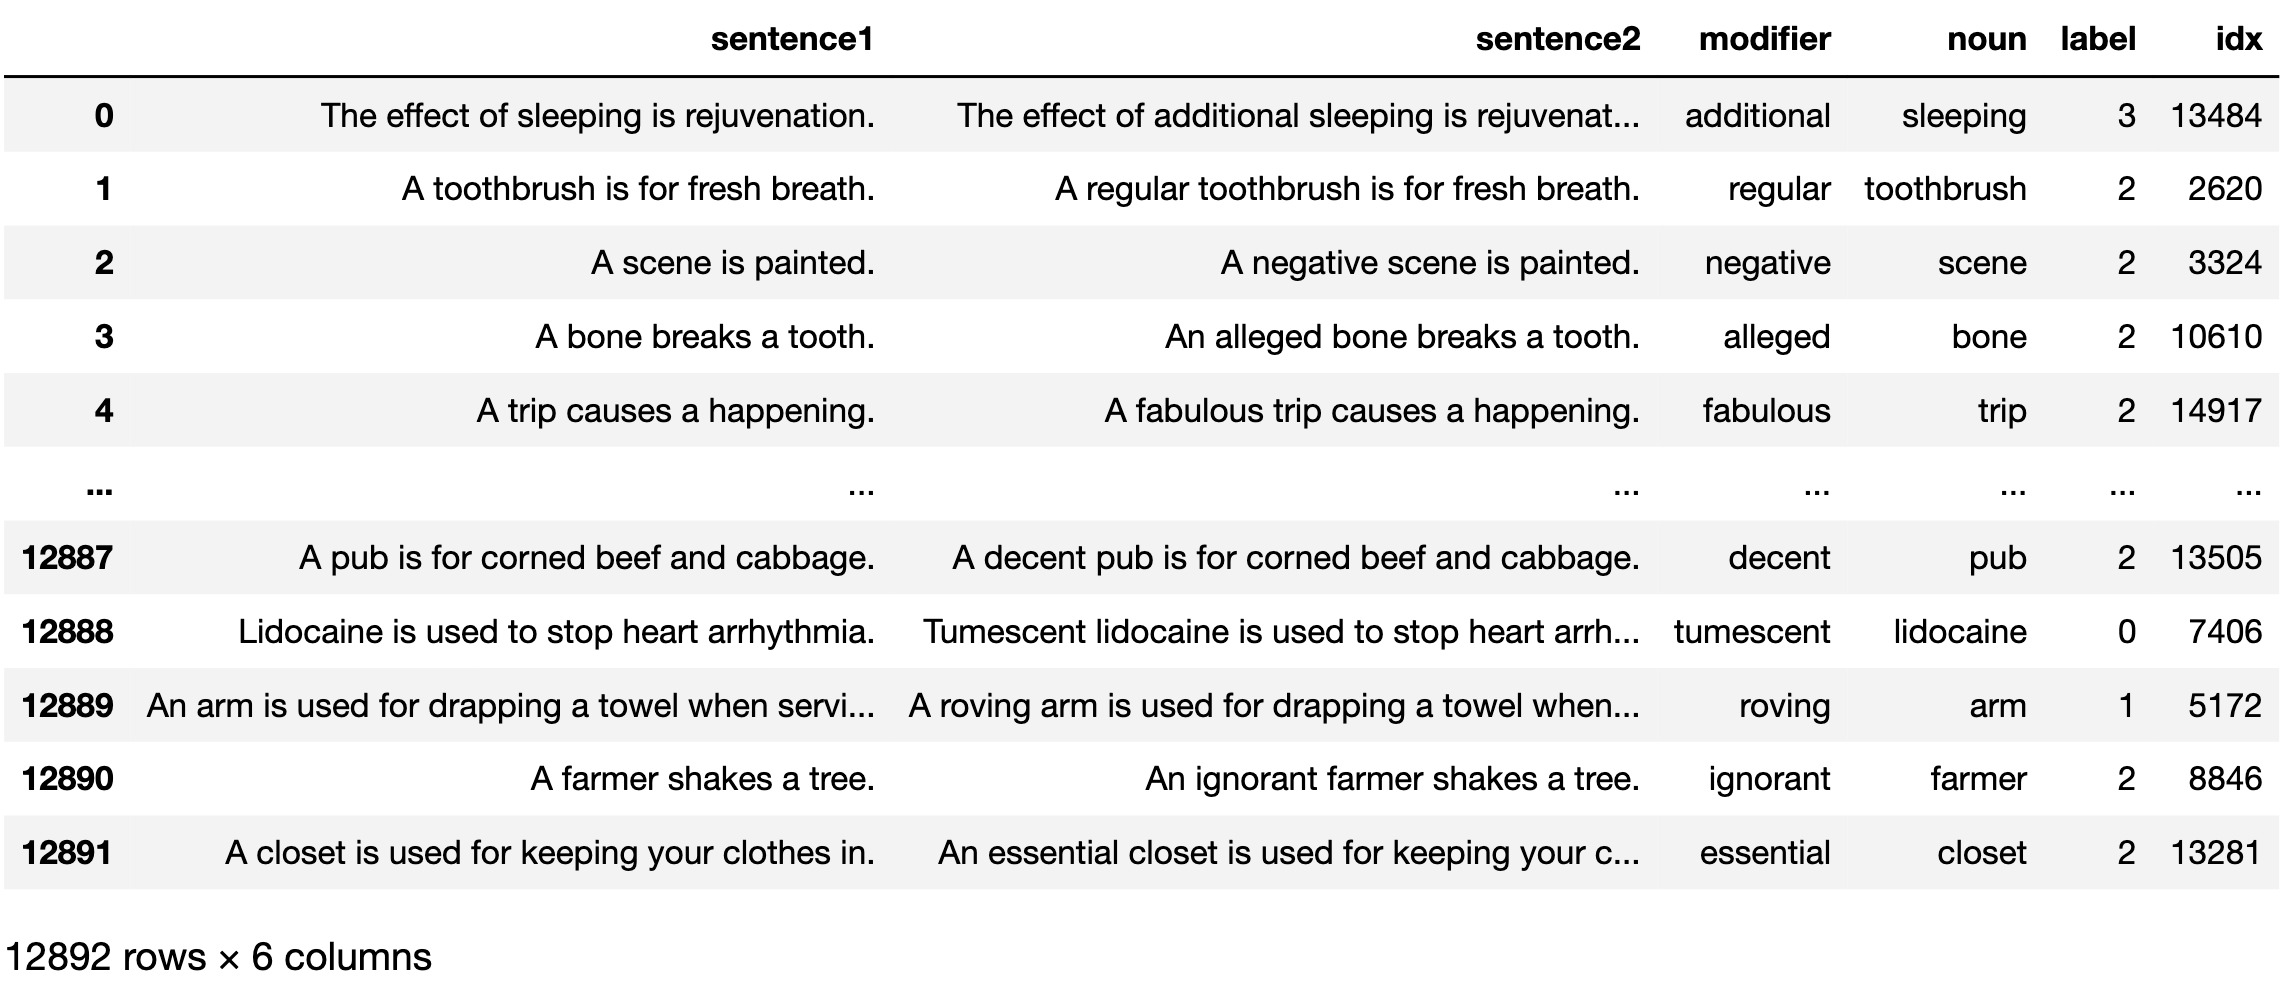 sentence1 sentence2 modifier noun label idx
0 The effect of sleeping is rejuvenation. The effect of additional sleeping is rejuvenat... additional sleeping 3 13484
1 A toothbrush is for fresh breath. A regular toothbrush is for fresh breath. regular toothbrush 2 2620
2 A scene is painted. A negative scene is painted. negative scene 2 3324
3 A bone breaks a tooth. An alleged bone breaks a tooth. alleged bone 2 10610
4 A trip causes a happening. A fabulous trip causes a happening. fabulous trip 2 14917
... ... ... ... ... ... ...
12887 A pub is for corned beef and cabbage. A decent pub is for corned beef and cabbage. decent pub 2 13505
12888 Lidocaine is used to stop heart arrhythmia. Tumescent lidocaine is used to stop heart arrh... tumescent lidocaine 0 7406
12889 An arm is used for drapping a towel when servi... A roving arm is used for drapping a towel when... roving arm 1 5172
12890 A farmer shakes a tree. An ignorant farmer shakes a tree. ignorant farmer 2 8846
12891 A closet is used for keeping your clothes in. An essential closet is used for keeping your c... essential closet 2 13281
12892 rows × 6 columns